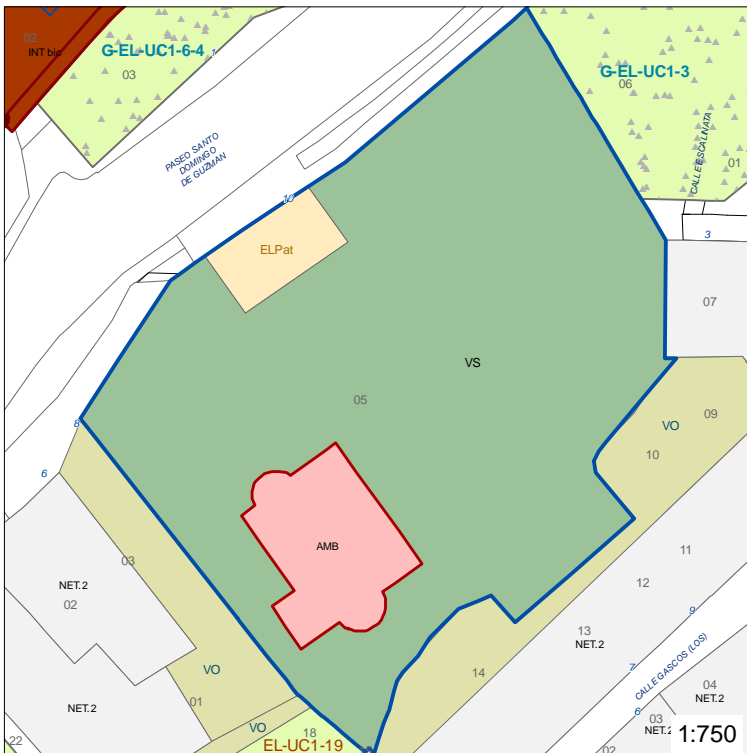 02
INT bic
G-EL-UC1-6-4
03
1
G-EL-UC1-3
06
PASEO SANTO
DOMINGO
DE GUZMAN
CALLE ESCALINATA
01
10
3
ELPat
07
VS
05
8
VO
09
10
6
AMB
03
11
NET.2
02
12
9
13
NET.2
14
7
CALLE GASCOS (LOS)
VO
01
04
NET.2
NET.2
6
03
NET.2
VO
18
EL-UC1-19
22
02
1:750